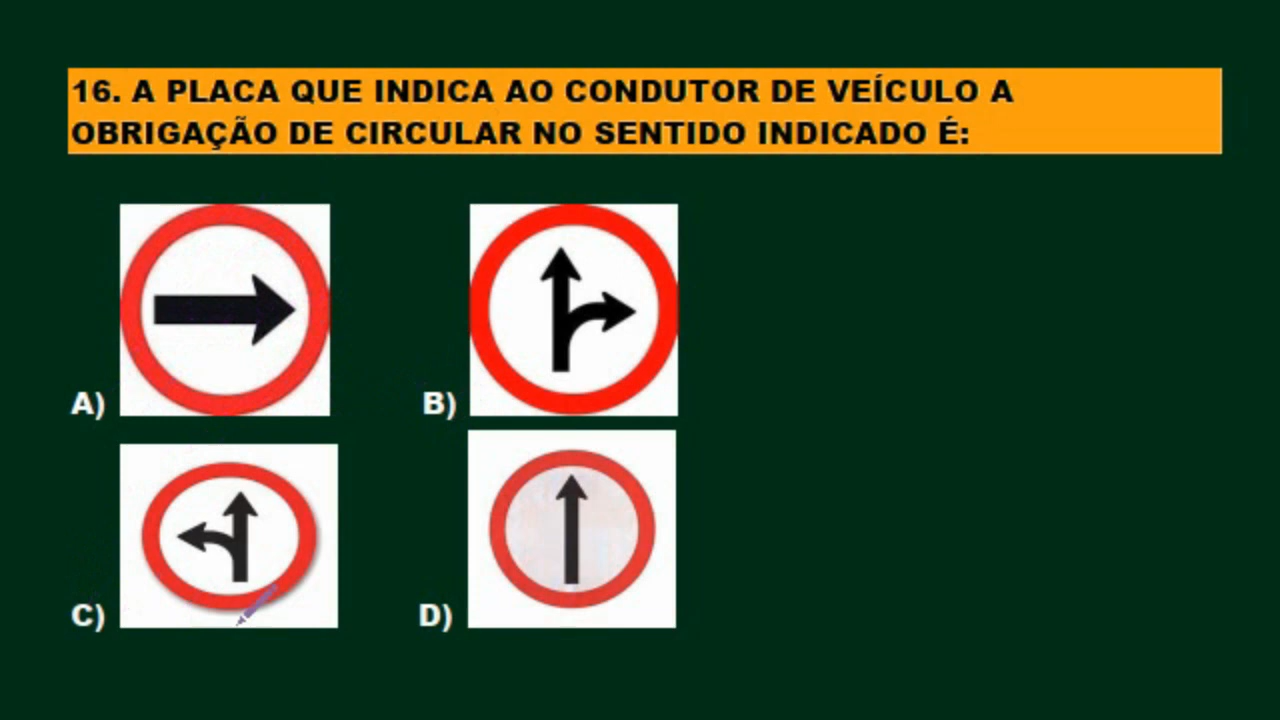 16. A PLACA QUE INDICA AO CONDUTOR DE VEÍCULO A
OBRIGAÇÃO DE CIRCULAR NO SENTIDO INDICADO É:
A)
B)
C)
D)